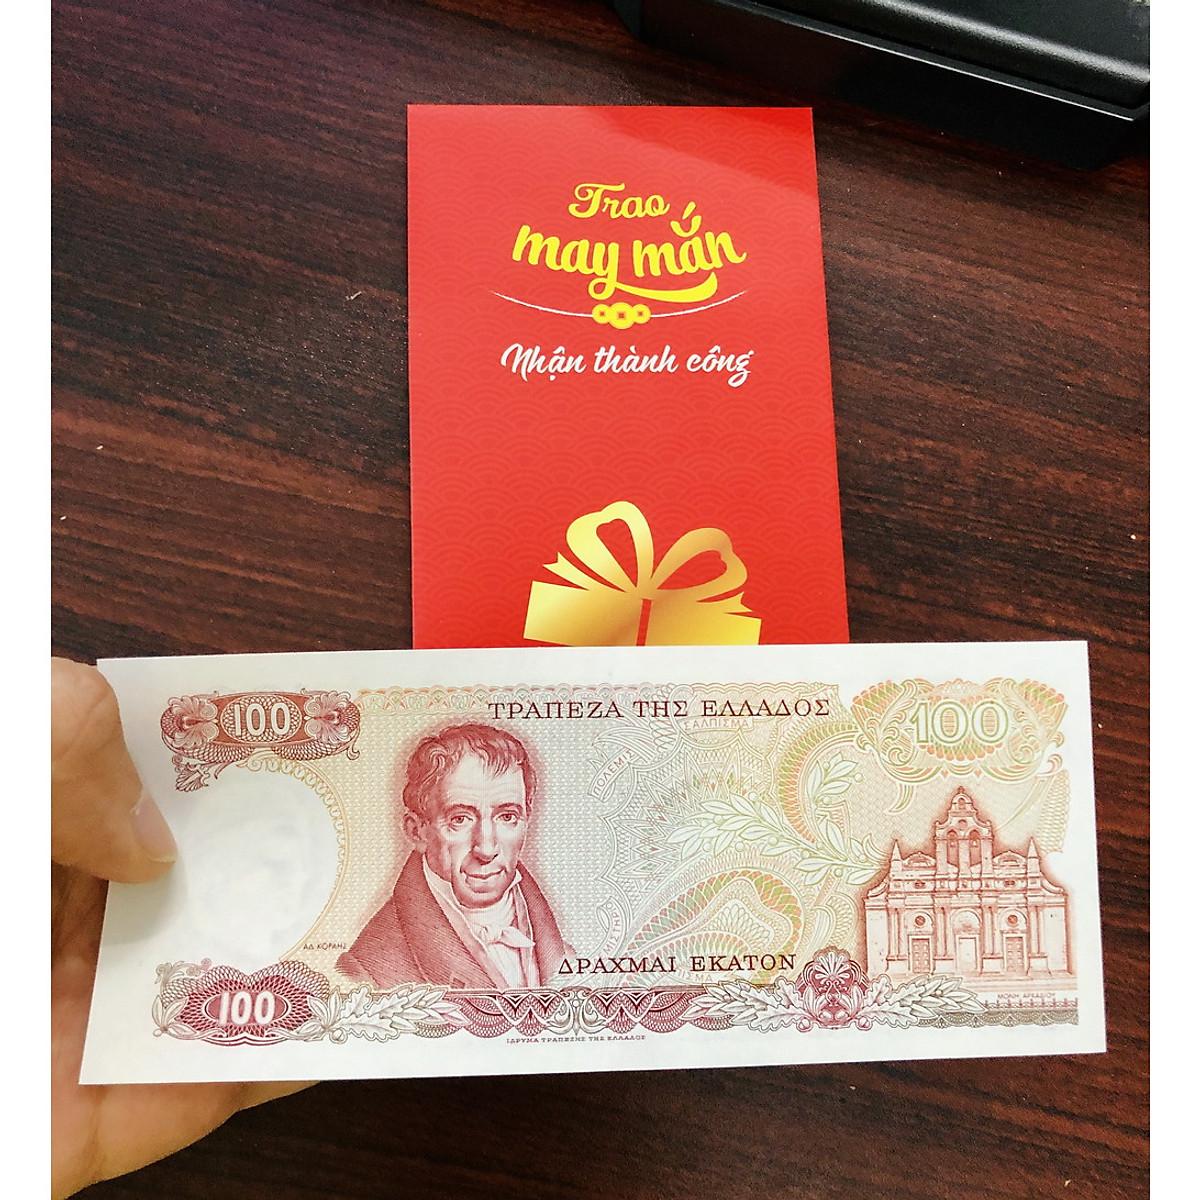 Trao
may mắn
Nhận thành công
100
ΤΡΑΠΕΖΑ ΤΗΣ ΕΛΛΑΔΟΣ
100
ΑΔ ΚΟΡΑΗΣ
ΔΡΑΧΜΑΙ ΕΚΑΤΟΝ
ΜΟΝΗ ΑΡΚΑΔΙΟΥ
100
ΙΔΡΥΜΑ ΤΡΑΠΕΖΗΣ ΤΗΣ ΕΛΛΑΔΟΣ